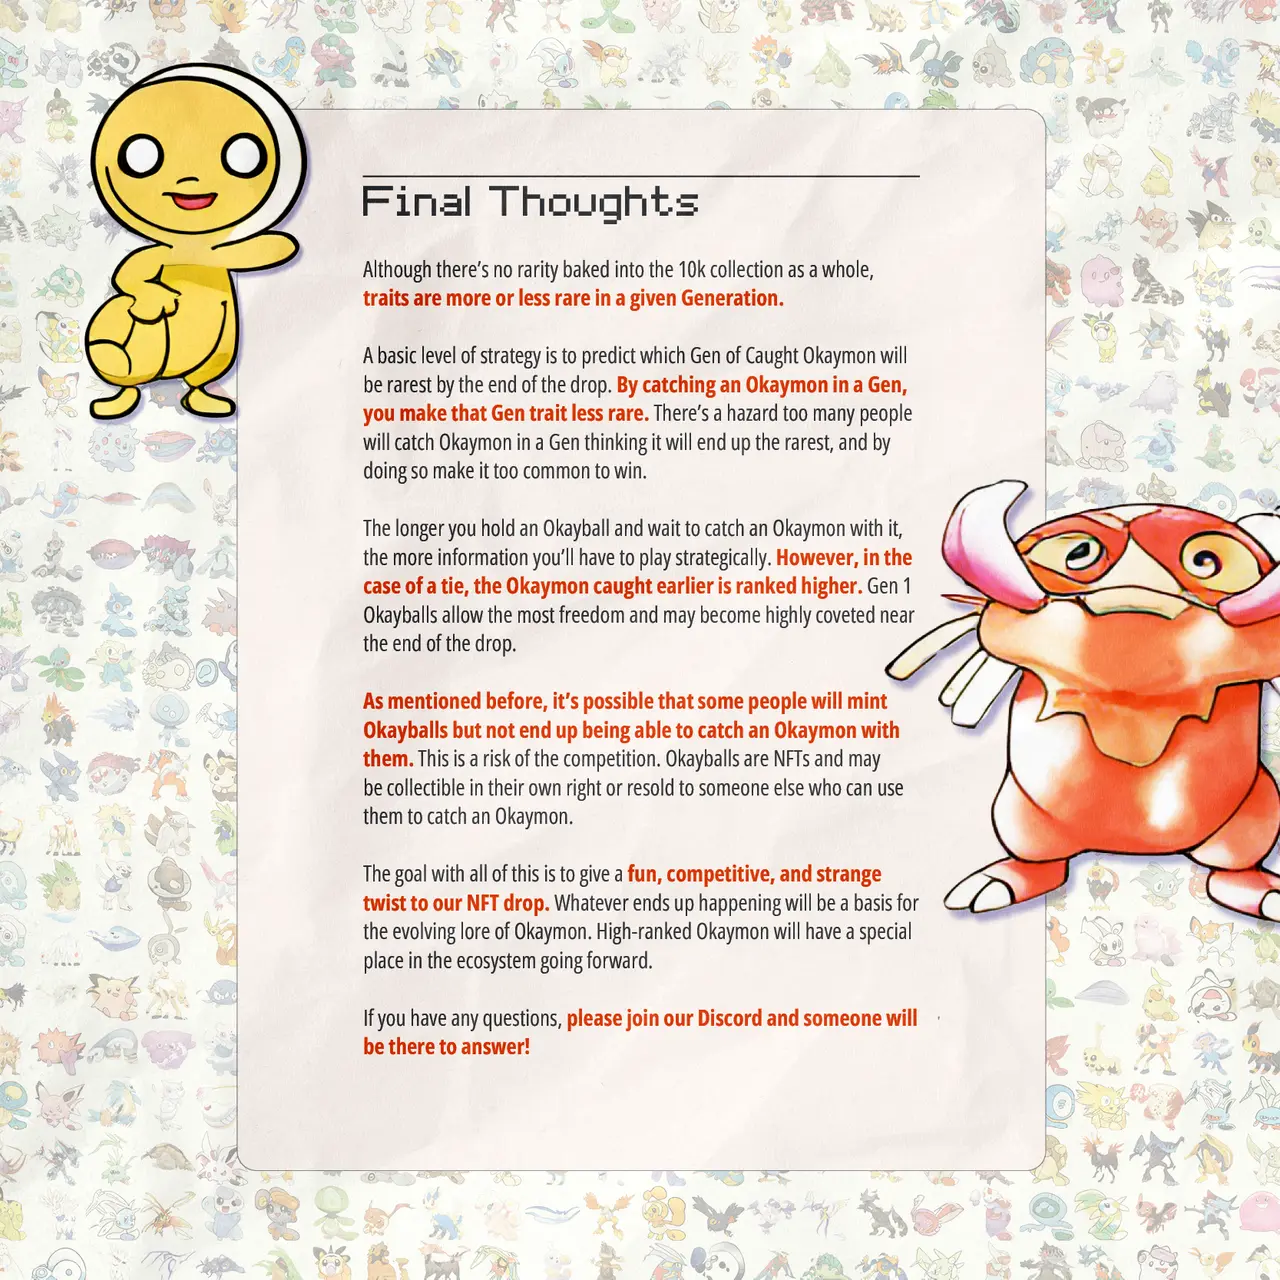 Final Thoughts
Although there's no rarity baked into the 10k collection as a whole,
traits are more or less rare in a given Generation.
A basic level of strategy is to predict which Gen of Caught Okaymon will
be rarest by the end of the drop. By catching an Okaymon in a Gen,
you make that Gen trait less rare. There's a hazard too many people
will catch Okaymon in a Gen thinking it will end up the rarest, and by
doing so make it too common to win.
The longer you hold an Okayball and wait to catch an Okaymon with it,
the more information you'll have to play strategically. However, in the
case of a tie, the Okaymon caught earlier is ranked higher. Gen 1
Okayballs allow the most freedom and may become highly coveted near
the end of the drop.
As mentioned before, it's possible that some people will mint
Okayballs but not end up being able to catch an Okaymon with
them. This is a risk of the competition. Okayballs are NFTs and may
be collectible in their own right or resold to someone else who can use
them to catch an Okaymon.
The goal with all of this is to give a fun, competitive, and strange
twist to our NFT drop. Whatever ends up happening will be a basis for
the evolving lore of Okaymon. High-ranked Okaymon will have a special
place in the ecosystem going forward.
If you have any questions, please join our Discord and someone will
be there to answer!